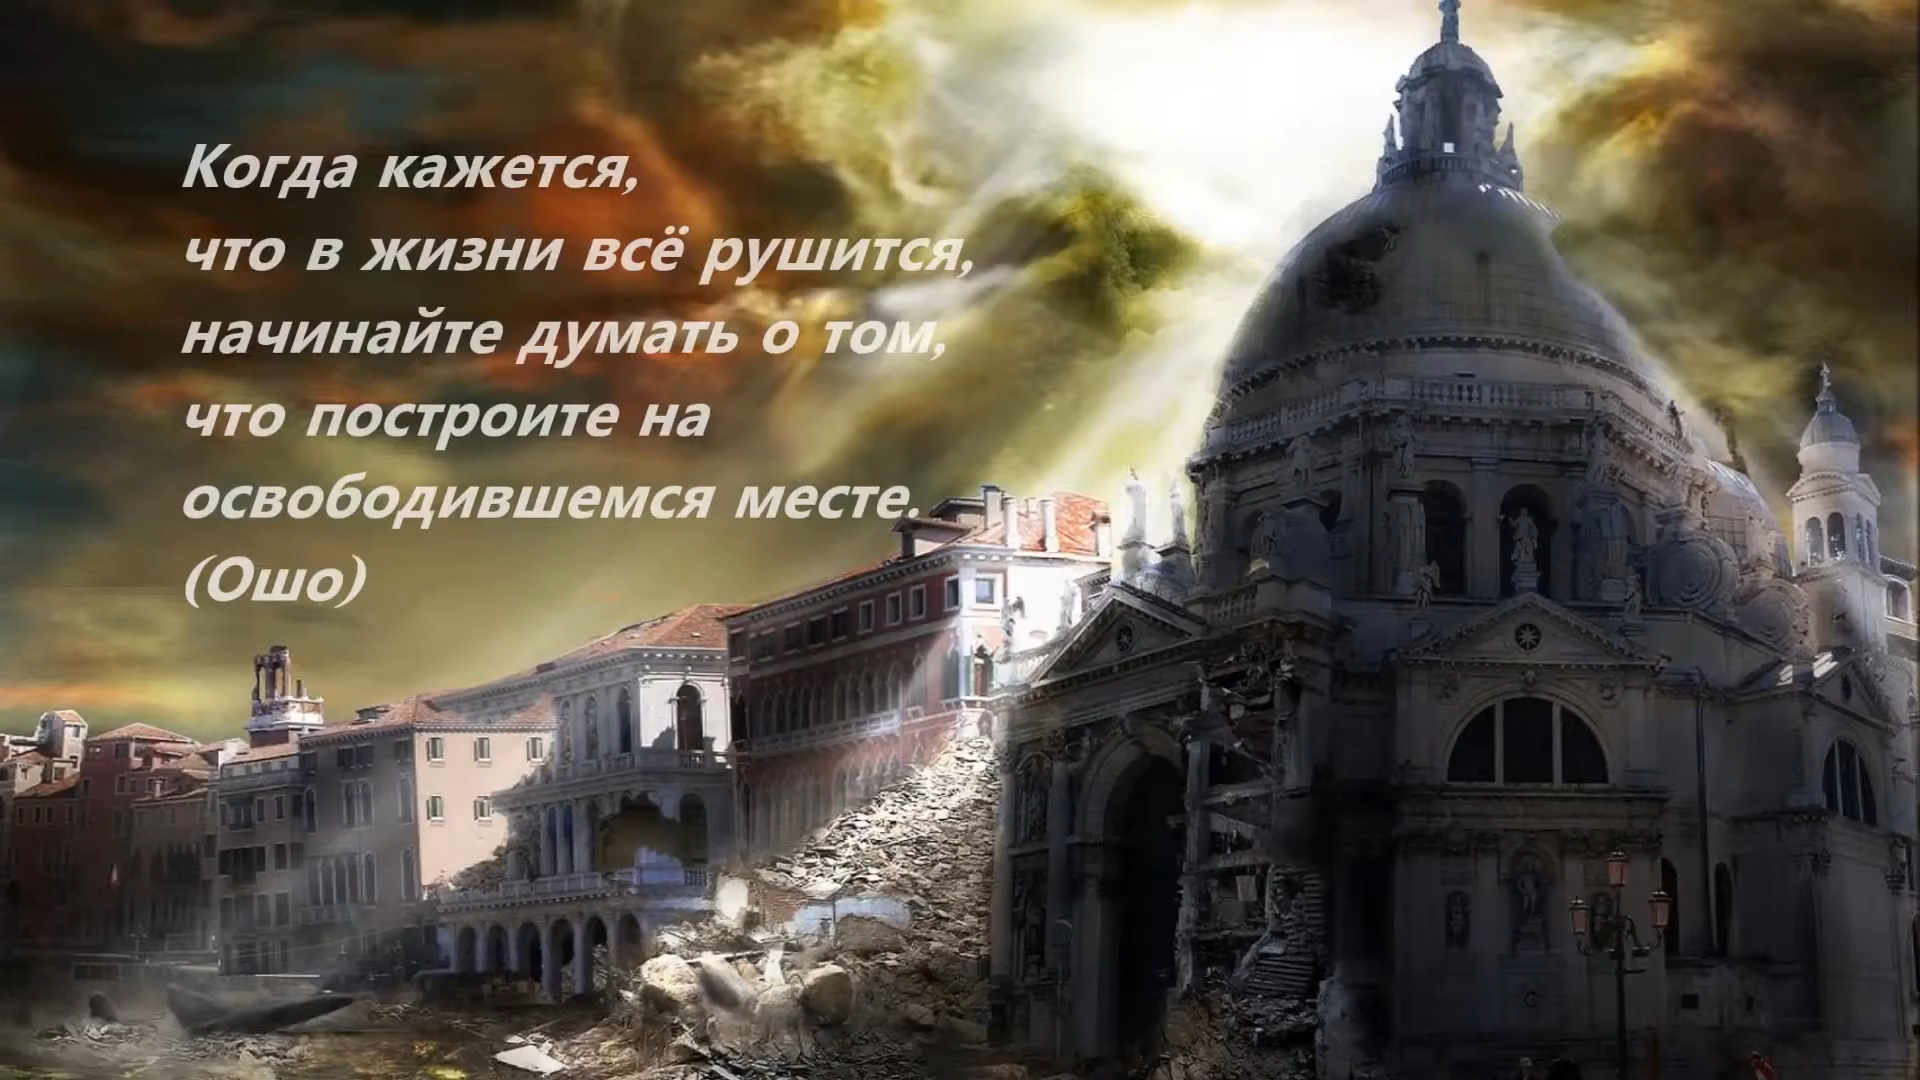 Когда кажется,
что в жизни всё рушится,
начинайте думать о том,
что построите на
освободившемся месте.
(Ошо)